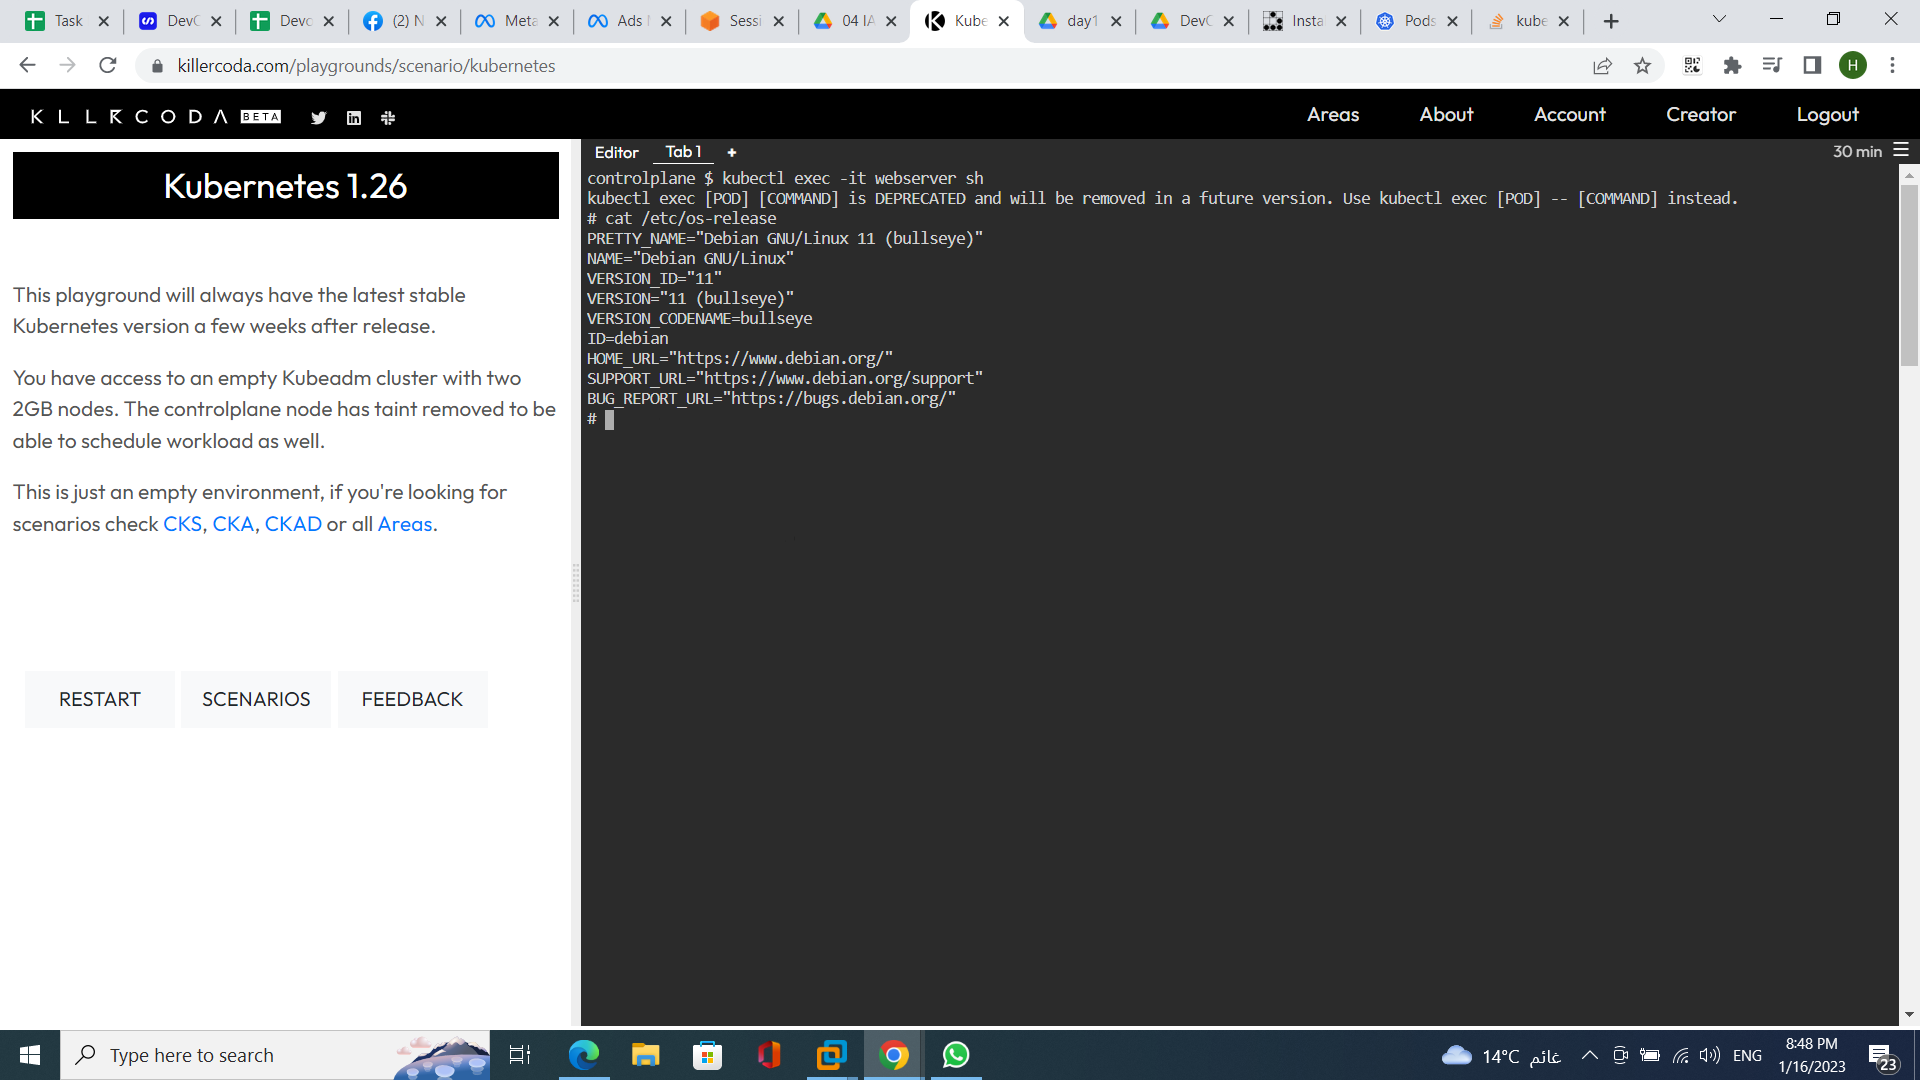 Task
DevO
Devo
(2) N
Meta
Ads
Sessi
04 IA
Kube
day1
DevO
Insta
Pods
kube
killercoda.com/playgrounds/scenario/kubernetes
H
KLLRCODA BETA
Areas
About
Account
Creator
Logout
Kubernetes 1.26
This playground will always have the latest stable
Kubernetes version a few weeks after release.
You have access to an empty Kubeadm cluster with two
2GB nodes. The controlplane node has taint removed to be
able to schedule workload as well.
This is just an empty environment, if you're looking for
scenarios check CKS, CKA, CKAD or all Areas.
RESTART
SCENARIOS
FEEDBACK
Editor
Tab 1
+
30 min
controlplane $ kubectl exec -it webserver sh
kubectl exec [POD] [COMMAND] is DEPRECATED and will be removed in a future version. Use kubectl exec [POD] -- [COMMAND] instead.
# cat /etc/os-release
PRETTY_NAME="Debian GNU/Linux 11 (bullseye)"
NAME="Debian GNU/Linux"
VERSION_ID="11"
VERSION="11 (bullseye)"
VERSION_CODENAME=bullseye
ID=debian
HOME_URL="https://www.debian.org/"
SUPPORT_URL="https://www.debian.org/support"
BUG_REPORT_URL="https://bugs.debian.org/"
#
Type here to search
14°C غائم
ENG
8:48 PM
1/16/2023
23